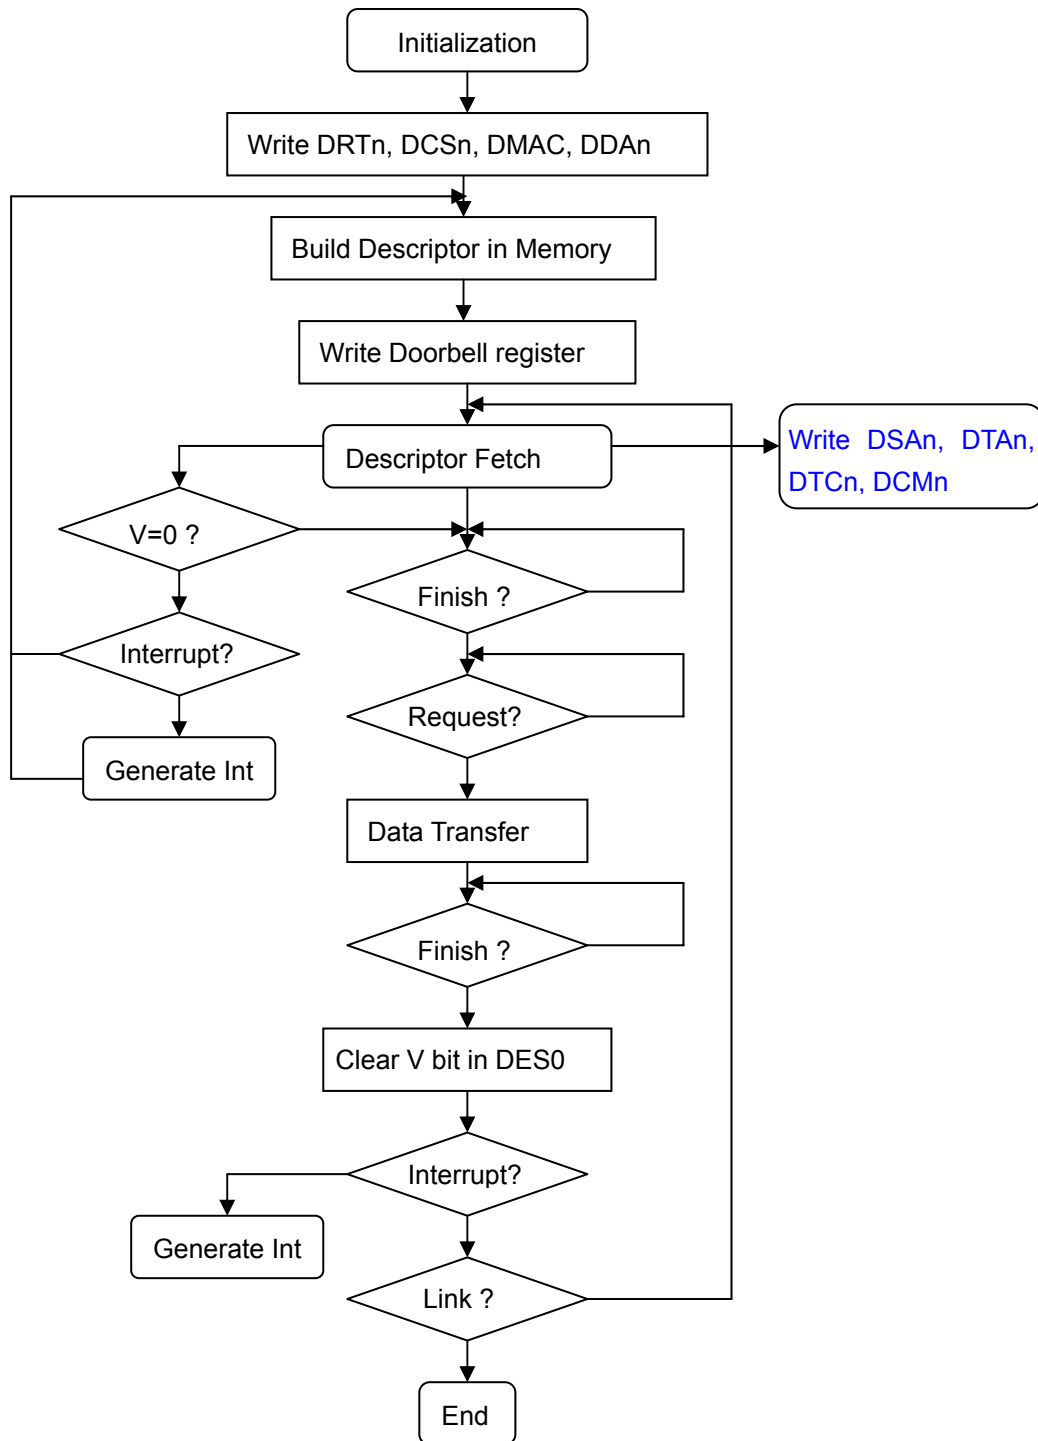 Initialization
Write DRTn, DCSn, DMAC, DDAn
Build Descriptor in Memory
Write Doorbell register
Descriptor Fetch
Write DSAn, DTAn,
DTCn, DCMn
V=0 ?
Finish ?
Interrupt?
Request?
Generate Int
Data Transfer
Finish ?
Clear V bit in DES0
Interrupt?
Generate Int
Link ?
End